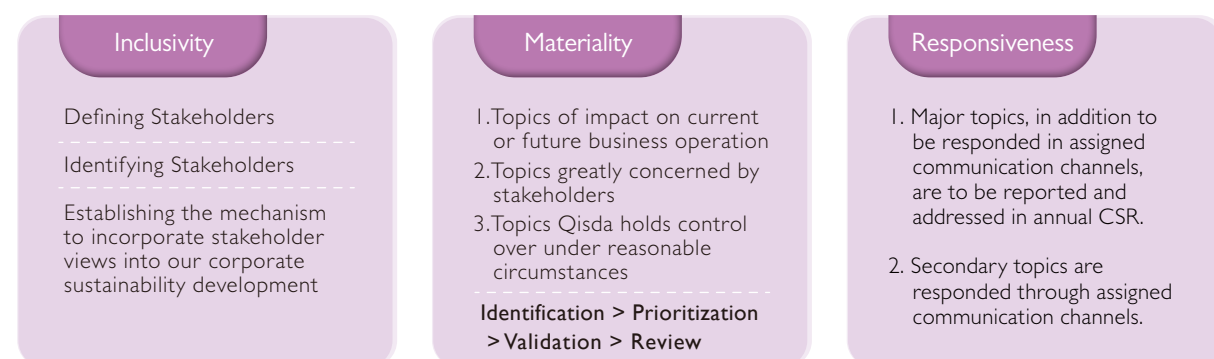 Inclusivity
Defining Stakeholders
Identifying Stakeholders
Establishing the mechanism
to incorporate stakeholder
views into our corporate
sustainability development
Materiality
1.Topics of impact on current
or future business operation
2.Topics greatly concerned by
stakeholders
3.Topics Qisda holds control
over under reasonable
circumstances
Identification > Prioritization
> Validation > Review
Responsiveness
1. Major topics, in addition to
be responded in assigned
communication channels,
are to be reported and
addressed in annual CSR.
2. Secondary topics are
responded through assigned
communication channels.